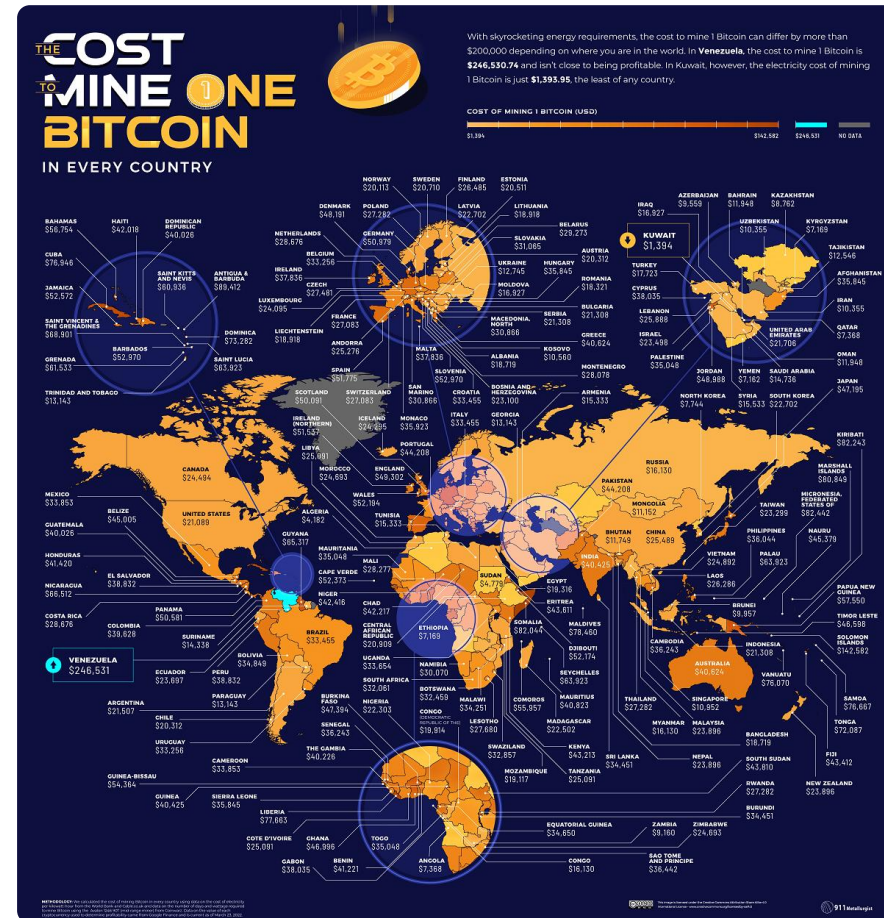 THE COST
TO MINE ONE
BITCOIN
IN EVERY COUNTRY
With skyrocketing energy requirements, the cost to mine 1 Bitcoin can differ by more than
$200,000 depending on where you are in the world. In Venezuela, the cost to mine 1 Bitcoin is
$246,530.74 and isn't close to being profitable. In Kuwait, however, the electricity cost of mining
1 Bitcoin is just $1,393.95, the least of any country.
COST OF MINING 1 BITCOIN (USD)
$1,394
$142,582
$246,531
NO DATA
NORWAY
$20,113
SWEDEN
$20,710
FINLAND
$26,485
ESTONIA
$20,511
DENMARK
$48,191
POLAND
$27,282
LATVIA
$22,702
LITHUANIA
$18,918
NETHERLANDS
$28,676
GERMANY
$50,979
BELARUS
$29,273
BELGIUM
$33,256
SLOVAKIA
$31,065
AUSTRIA
$20,312
IRELAND
$37,836
UKRAINE
$12,745
HUNGARY
$35,845
CZECH
$27,481
MOLDOVA
$16,927
ROMANIA
$18,321
LUXEMBOURG
$24,095
FRANCE
$27,083
MACEDONIA,
NORTH
$30,866
SERBIA
$21,308
BULGARIA
$21,308
LIECHTENSTEIN
$18,918
ANDORRA
$25,276
MALTA
$37,836
ALBANIA
$18,719
KOSOVO
$10,560
GREECE
$40,624
SPAIN
$51,775
SLOVENIA
$52,970
MONTENEGRO
$28,078
SCOTLAND
$50,091
SWITZERLAND
$27,083
SAN
MARINO
$30,866
CROATIA
$33,455
BOSNIA AND
HERZEGOVINA
$23,100
ARMENIA
$15,333
IRELAND
(NORTHERN)
$51,537
ICELAND
$24,295
MONACO
$35,923
ITALY
$33,455
GEORGIA
$13,143
PORTUGAL
$44,208
BAHAMAS
$56,754
HAITI
$42,018
DOMINICAN
REPUBLIC
$40,026
CUBA
$76,946
SAINT KITTS
AND NEVIS
$60,936
ANTIGUA &
BARBUDA
$89,412
JAMAICA
$52,572
SAINT VINCENT &
THE GRENADINES
$68,901
DOMINICA
$73,282
BARBADOS
$52,970
SAINT LUCIA
$63,923
GRENADA
$61,533
TRINIDAD AND TOBAGO
$13,143
AZERBAIJAN
$9,559
BAHRAIN
$11,948
KAZAKHSTAN
$8,762
IRAQ
$16,927
UZBEKISTAN
$10,355
KYRGYZSTAN
$7,169
KUWAIT
$1,394
TAJIKISTAN
$12,546
TURKEY
$17,723
AFGHANISTAN
$35,845
CYPRUS
$38,035
IRAN
$10,355
LEBANON
$25,888
UNITED ARAB
EMIRATES
$21,706
QATAR
$7,368
ISRAEL
$23,498
OMAN
$11,948
PALESTINE
$35,048
JORDAN
$48,988
YEMEN
$7,162
SAUDI ARABIA
$14,736
JAPAN
$47,195
NORTH KOREA
$7,744
SYRIA
$15,533
SOUTH KOREA
$22,702
KIRIBATI
$82,243
CANADA
$24,494
LIBYA
$25,091
RUSSIA
$16,130
MARSHALL
ISLANDS
$80,849
MOROCCO
$24,693
ENGLAND
$49,302
PAKISTAN
$44,208
MEXICO
$33,853
UNITED STATES
$21,089
WALES
$52,194
MONGOLIA
$11,152
MICRONESIA,
FEDERATED
STATES OF
$82,442
BELIZE
$45,005
ALGERIA
$4,182
TUNISIA
$15,333
TAIWAN
$23,299
GUATEMALA
$40,026
GUYANA
$65,317
BHUTAN
$11,749
CHINA
$25,489
PHILIPPINES
$36,044
NAURU
$45,379
HONDURAS
$41,420
MAURITANIA
$35,048
MALI
$28,277
INDIA
$40,425
VIETNAM
$24,892
PALAU
$63,923
EL SALVADOR
$38,832
CAPE VERDE
$52,373
SUDAN
$4,779
EGYPT
$19,316
LAOS
$26,286
NICARAGUA
$66,512
NIGER
$42,416
ERITREA
$43,611
PAPUA NEW
GUINEA
$57,550
COSTA RICA
$28,676
PANAMA
$50,581
CHAD
$42,217
ETHIOPIA
$7,169
SOMALIA
$82,044
MALDIVES
$78,460
BRUNEI
$9,957
TIMOR LESTE
$46,598
COLOMBIA
$39,628
SURINAME
$14,338
BRAZIL
$33,455
CENTRAL
AFRICAN
REPUBLIC
$20,909
DJIBOUTI
$52,174
CAMBODIA
$36,243
INDONESIA
$21,308
SOLOMON
ISLANDS
$142,582
VENEZUELA
$246,531
BOLIVIA
$34,849
UGANDA
$33,654
NAMIBIA
$30,070
SEYCHELLES
$63,923
AUSTRALIA
$40,624
VANUATU
$76,070
ECUADOR
$23,697
PERU
$38,832
SOUTH AFRICA
$32,061
BOTSWANA
$32,459
MALAWI
$34,251
COMOROS
$55,957
MAURITIUS
$40,823
THAILAND
$27,282
SINGAPORE
$10,952
SAMOA
$76,667
ARGENTINA
$21,507
PARAGUAY
$13,143
BURKINA
FASO
$47,394
NIGERIA
$22,303
CONGO
(DEMOCRATIC
REPUBLIC OF THE)
$19,914
LESOTHO
$27,680
MADAGASCAR
$22,502
MYANMAR
$16,130
MALAYSIA
$23,896
TONGA
$72,087
CHILE
$20,312
SENEGAL
$36,243
BANGLADESH
$18,719
URUGUAY
$33,256
THE GAMBIA
$40,226
SWAZILAND
$32,857
KENYA
$43,213
SRI LANKA
$34,451
NEPAL
$23,896
FIJI
$43,412
CAMEROON
$33,853
MOZAMBIQUE
$19,117
TANZANIA
$25,091
SOUTH SUDAN
$43,810
NEW ZEALAND
$23,896
GUINEA-BISSAU
$54,364
GUINEA
$40,425
SIERRA LEONE
$35,845
RWANDA
$27,282
LIBERIA
$77,663
BURUNDI
$34,451
COTE D'IVOIRE
$25,091
GHANA
$46,996
TOGO
$35,048
EQUATORIAL GUINEA
$34,650
ZAMBIA
$9,160
ZIMBABWE
$24,693
GABON
$38,035
BENIN
$41,221
ANGOLA
$7,368
CONGO
$16,130
SAO TOME
AND PRINCIPE
$36,442
911 Metallurgist